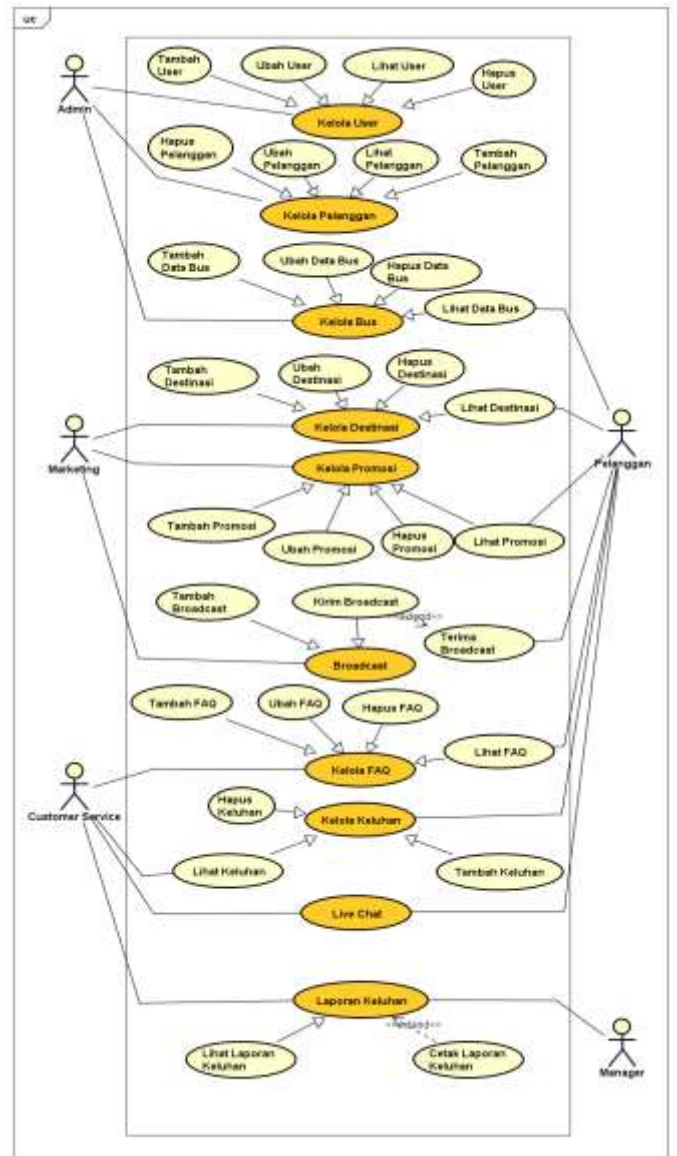 uc
Tambah
User
Ubah User
Lihat User
Hapus
User
Admin
Kelola User
Hapus
Pelanggan
Ubah
Pelanggan
Lihat
Pelanggan
Tambah
Pelanggan
Kelola Pelanggan
Tambah
Data Bus
Ubah Data Bus
Hapus Data
Bus
Lihat Data Bus
Kelola Bus
Tambah
Destinasi
Ubah
Destinasi
Hapus
Destinasi
Lihat Destinasi
Kelola Destinasi
Marketing
Pelanggan
Kelola Promosi
Tambah Promosi
Ubah Promosi
Hapus
Promosi
Lihat Promosi
Tambah
Broadcast
Kirim Broadcast
<<extend>>
Terima
Broadcast
Broadcast
Tambah FAQ
Ubah FAQ
Hapus FAQ
Lihat FAQ
Kelola FAQ
Hapus
Keluhan
Customer Service
Kelola Keluhan
Lihat Keluhan
Tambah Keluhan
Live Chat
Laporan Keluhan
<<extend>>
Lihat Laporan
Keluhan
Cetak Laporan
Keluhan
Manager